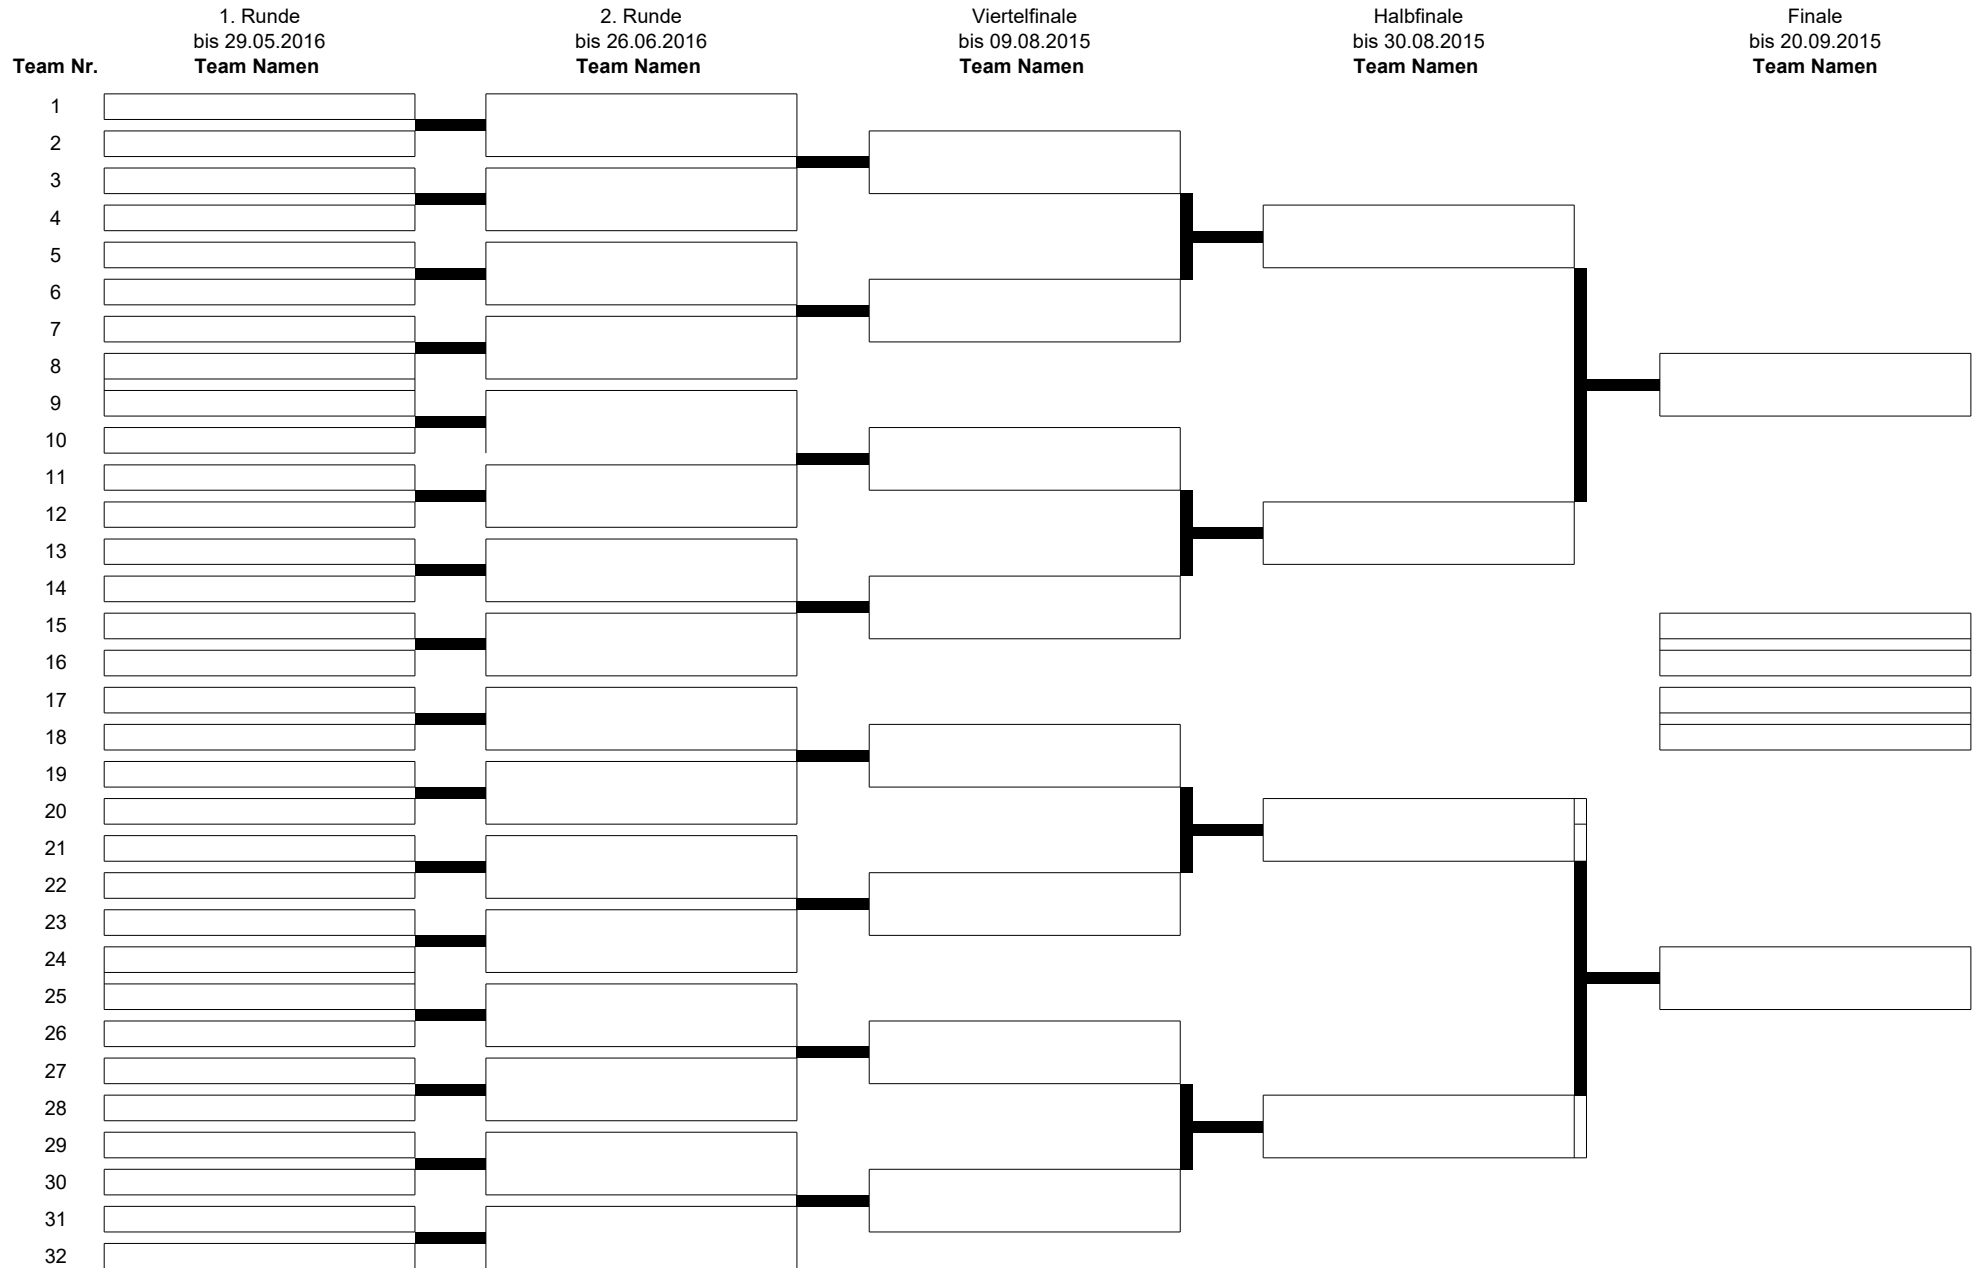 1. Runde
bis 29.05.2016
Team Namen
2. Runde
bis 26.06.2016
Team Namen
Viertelfinale
bis 09.08.2015
Team Namen
Halbfinale
bis 30.08.2015
Team Namen
Finale
bis 20.09.2015
Team Namen
Team Nr.
1
2
3
4
5
6
7
8
9
10
11
12
13
14
15
16
17
18
19
20
21
22
23
24
25
26
27
28
29
30
31
32